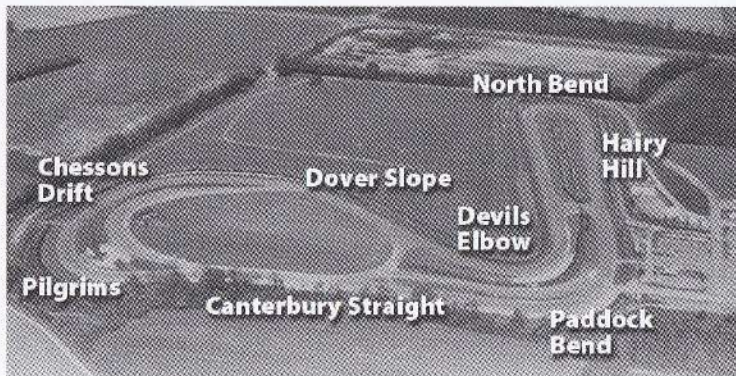 North Bend
Hairy
Hill
Chessons
Drift
Dover Slope
Devils
Elbow
Pilgrims
Canterbury Straight
Paddock
Bend